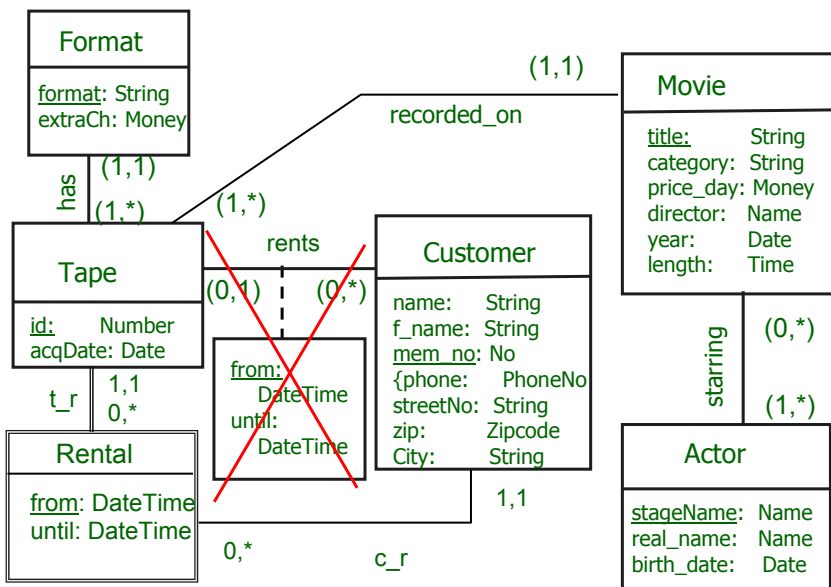 Format
format: String
extraCh: Money
(1,1)
has
(1,*)
(1,1)
recorded_on
(1,*)
Movie
title: String
category: String
price_day: Money
director: Name
year: Date
length: Time
Tape
id: Number
acqDate: Date
rents
(0,1)
(0,*)
from:
DateTime
until:
DateTime
Customer
name: String
f_name: String
mem_no: No
{phone: PhoneNo
streetNo: String
zip: Zipcode
City: String
(0,*)
starring
(1,*)
t_r
1,1
0,*
Rental
from: DateTime
until: DateTime
1,1
0,*
c_r
Actor
stageName: Name
real_name: Name
birth_date: Date